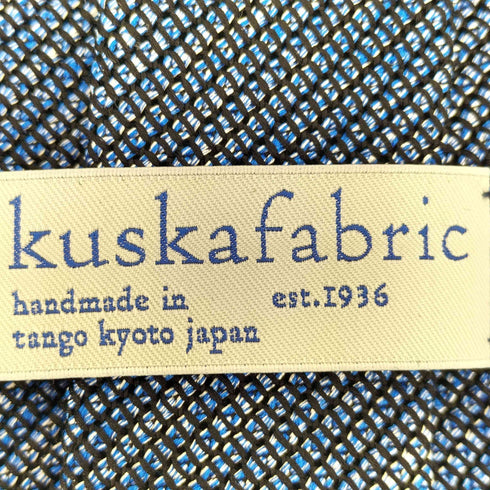 kuskafabric
handmade in est.1936
tango kyoto japan